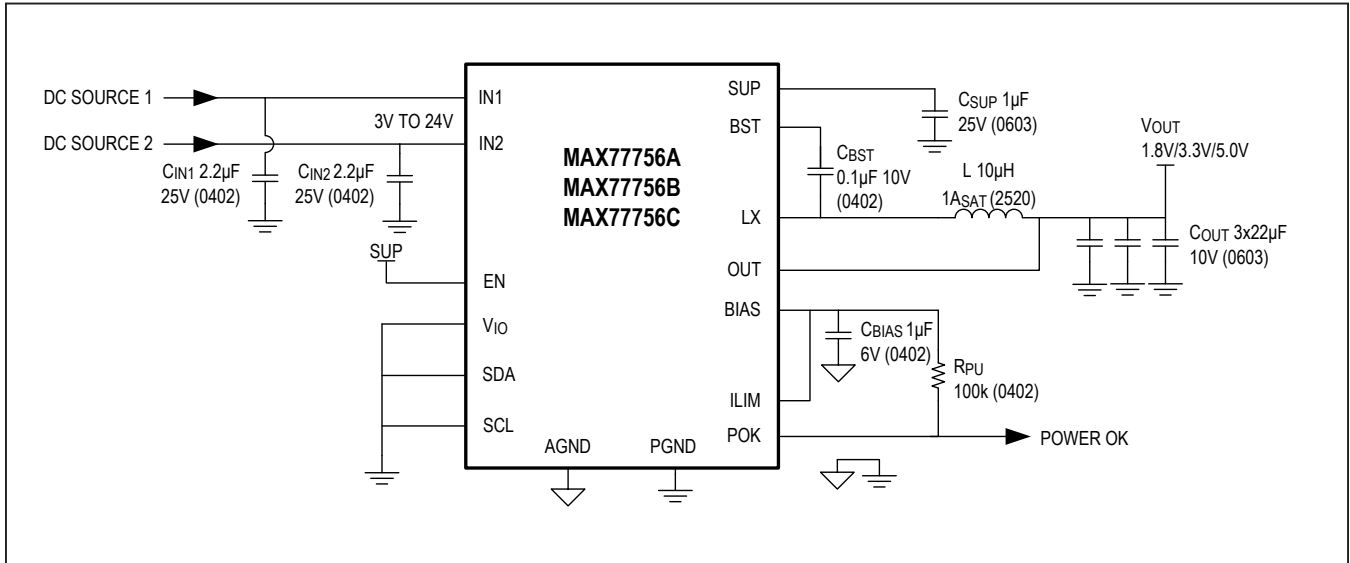 DC SOURCE 1
DC SOURCE 2
3V TO 24V
CIN1 2.2µF
25V (0402)
CIN2 2.2µF
25V (0402)
SUP
IN1
IN2
EN
VIO
SDA
SCL
MAX77756A
MAX77756B
MAX77756C
AGND
PGND
SUP
BST
LX
OUT
BIAS
ILIM
POK
CSUP 1µF
25V (0603)
CBST
0.1µF 10V
(0402)
L 10µH
1ASAT (2520)
VOUT
1.8V/3.3V/5.0V
COUT 3x22µF
10V (0603)
CBIAS 1µF
6V (0402)
RPU
100k (0402)
POWER OK